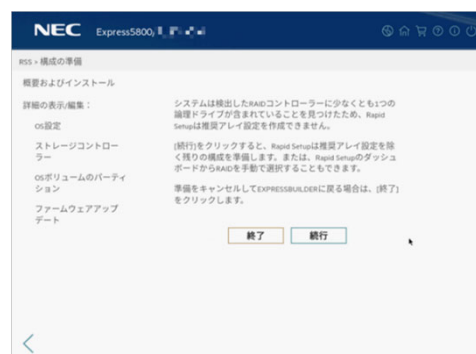 NEC Express5800/
RSS » 構成の準備
概要およびインストール
詳細の表示/編集：
OS設定
ストレージコントロー
ラー
OSボリュームのパーティ
ション
ファームウェアアップ
デート
システムは検出したRAIDコントローラーに少なくとも1つの
論理ドライブが含まれていることを見つけたため、Rapid
Setupは推奨アレイ設定を作成できません。
[続行]をクリックすると、Rapid Setupは推奨アレイ設定を除
く残りの構成を準備します。または、Rapid Setupのダッシュ
ボードからRAIDを手動で選択することもできます。
準備をキャンセルしてEXPRESSBUILDERに戻る場合は、[終了]
をクリックします。
終了 続行